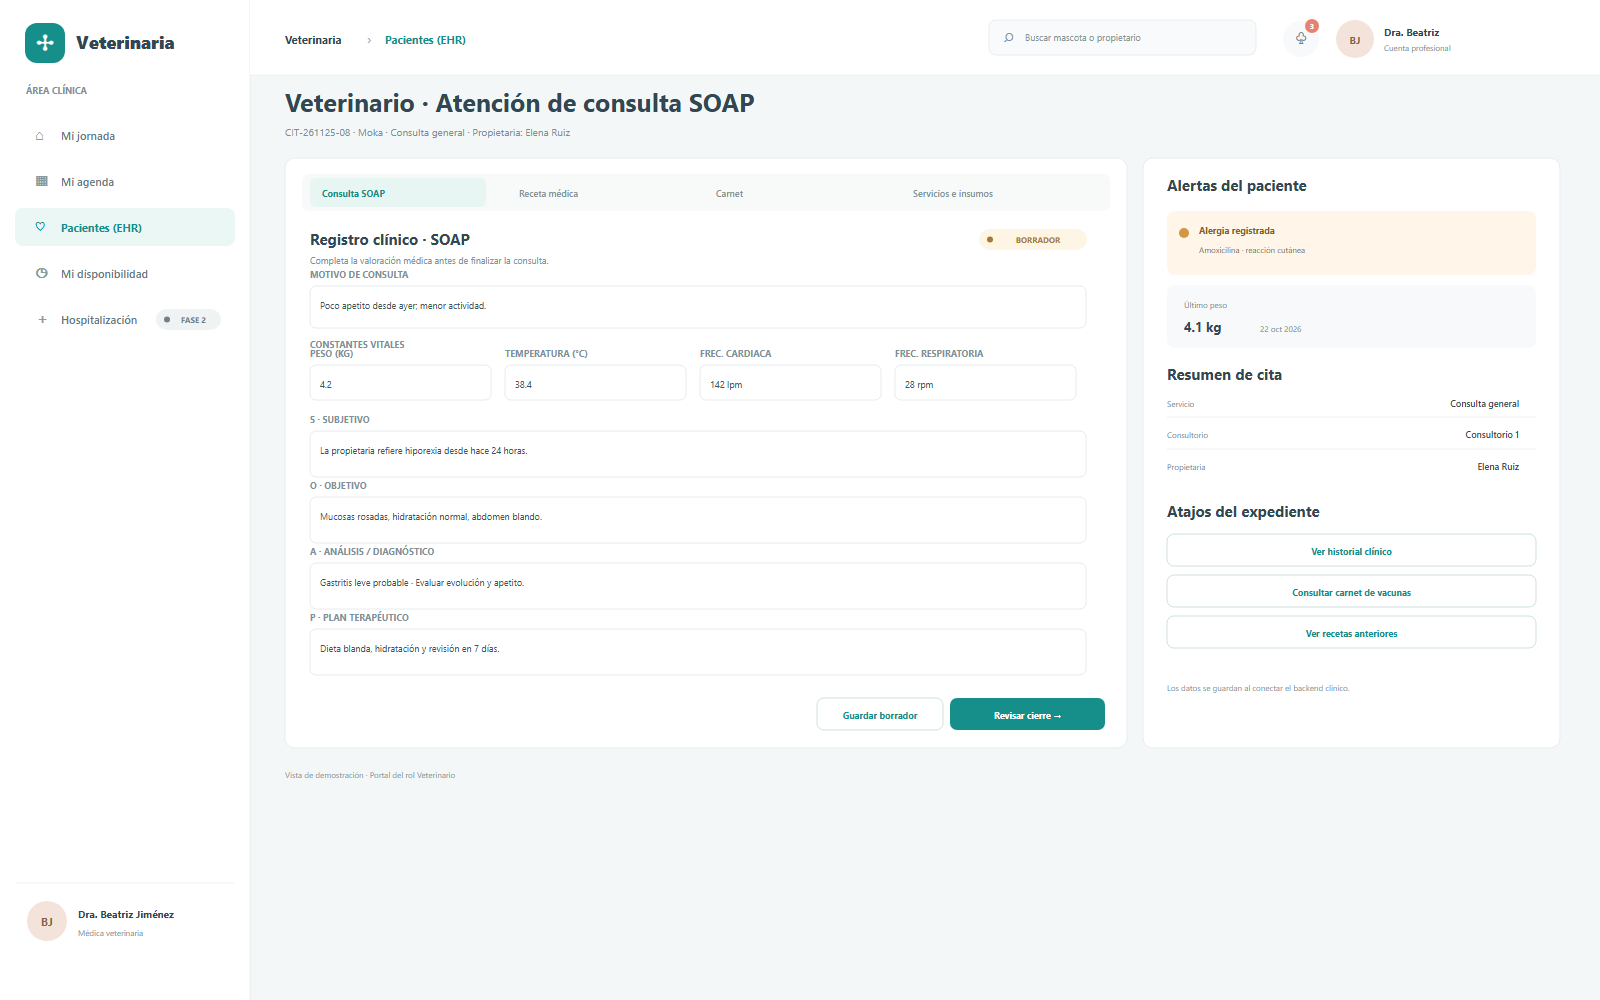 Veterinaria
ÁREA CLÍNICA
Mi jornada
Mi agenda
Pacientes (EHR)
Mi disponibilidad
Hospitalización
FASE 2
BJ
Dra. Beatriz Jiménez
Médica veterinaria
Veterinaria › Pacientes (EHR)
Buscar mascota o propietario
3
BJ
Dra. Beatriz
Cuenta profesional
Veterinario · Atención de consulta SOAP
CIT-261125-08 · Moka · Consulta general · Propietaria: Elena Ruiz
Consulta SOAP
Receta médica
Carnet
Servicios e insumos
Registro clínico · SOAP
BORRADOR
Completa la valoración médica antes de finalizar la consulta.
MOTIVO DE CONSULTA
Poco apetito desde ayer; menor actividad.
CONSTANTES VITALES
PESO (KG)
TEMPERATURA (°C)
FREC. CARDIACA
FREC. RESPIRATORIA
4.2
38.4
142 lpm
28 rpm
S · SUBJETIVO
La propietaria refiere hiporexia desde hace 24 horas.
O · OBJETIVO
Mucosas rosadas, hidratación normal, abdomen blando.
A · ANÁLISIS / DIAGNÓSTICO
Gastritis leve probable · Evaluar evolución y apetito.
P · PLAN TERAPÉUTICO
Dieta blanda, hidratación y revisión en 7 días.
Guardar borrador
Revisar cierre →
Alertas del paciente
Alergia registrada
Amoxicilina · reacción cutánea
Último peso
4.1 kg
22 oct 2026
Resumen de cita
Servicio
Consulta general
Consultorio
Consultorio 1
Propietaria
Elena Ruiz
Atajos del expediente
Ver historial clínico
Consultar carnet de vacunas
Ver recetas anteriores
Los datos se guardan al conectar el backend clínico.
Vista de demostración · Portal del rol Veterinario